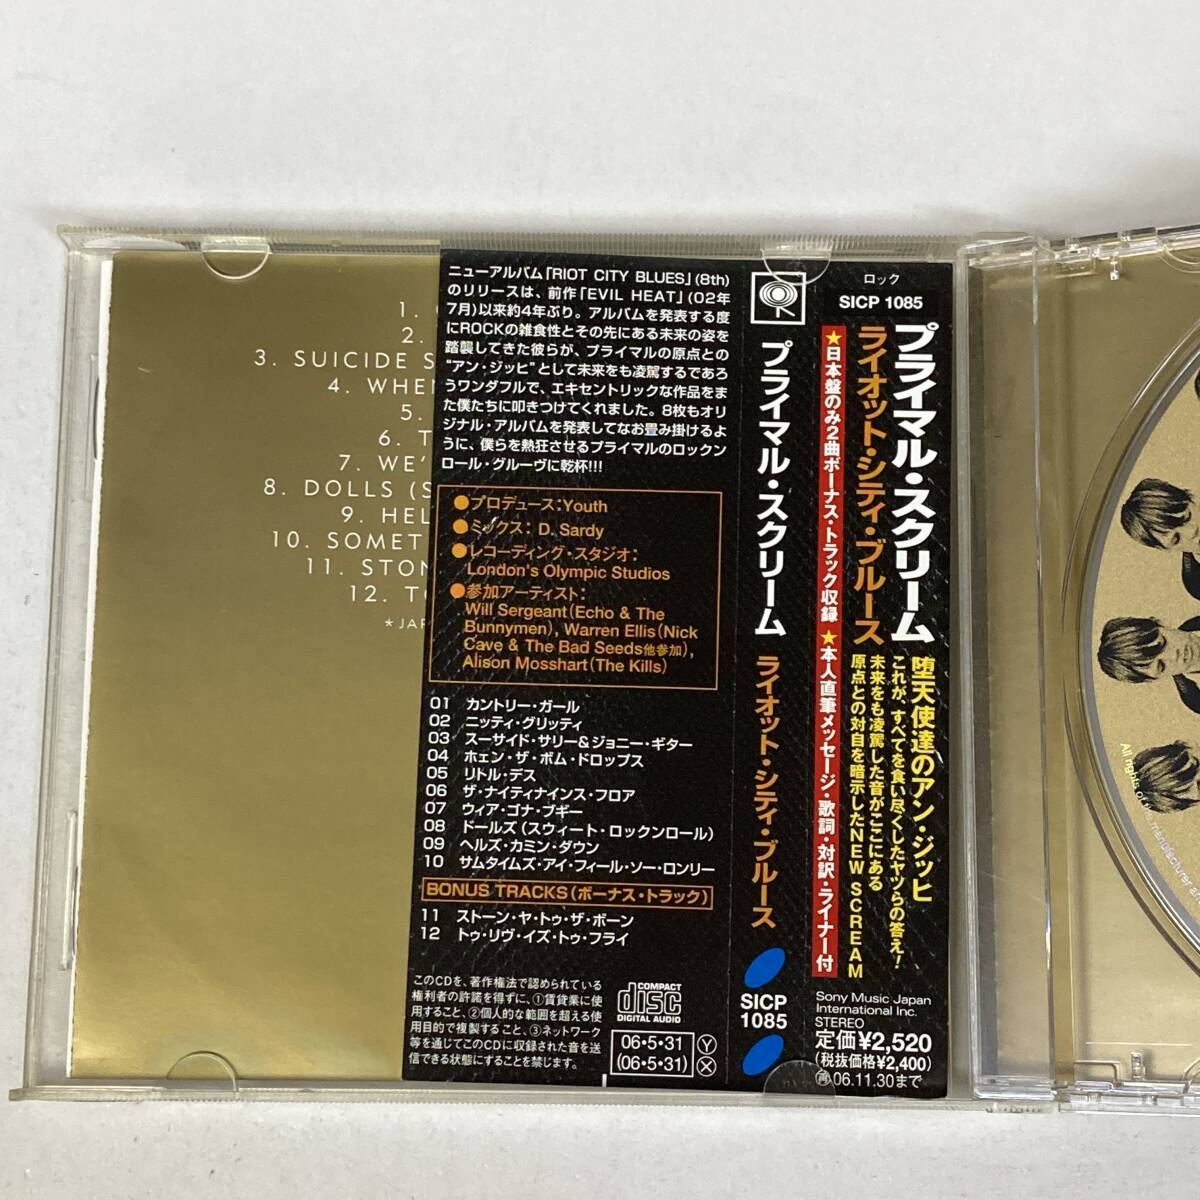 1.
2.
3. SUICIDE S
4. WHEN
5.
6. T
7. WE'
8. DOLLS (S
9. HEL
10. SOMET
11. STON
12. TO
*JAP
ニューアルバム「RIOT CITY BLUES」(8th)
のリリースは、前作「EVIL HEAT」(02年
7月)以来約4年ぶり。アルバムを発表する度
にROCKの雑食性とその先にある未来の姿を
踏襲してきた彼らが、プライマルの原点との
“アン・ジッヒ”として未来をも凌駕するであろ
うワンダフルで、エキセントリックな作品をま
た僕たちに叩きつけてくれました。8枚もオリ
ジナル・アルバムを発表してなお畳み掛けるよ
うに、僕らを熱狂させるプライマルのロックン
ロール・グルーヴに乾杯!!!
●プロデュース:Youth
●ミックス: D. Sardy
●レコーディング・スタジオ:
London's Olympic Studios
●参加アーティスト:
Will Sergeant(Echo & The
Bunnymen), Warren Ellis(Nick
Cave & The Bad Seeds他参加),
Alison Mosshart(The Kills)
01 カントリー・ガール
02 ニッティ・グリッティ
03 スーサイド・サリー&ジョニー・ギター
04 ホェン・ザ・ボム・ドロップス
05 リトル・デス
06 ザ・ナイティナインス・フロア
07 ウィア・ゴナ・ブギー
08 ドールズ(スウィート・ロックンロール)
09 ヘルズ・カミン・ダウン
10 サムタイムズ・アイ・フィール・ソー・ロンリー
BONUS TRACKS(ボーナス・トラック)
11 ストーン・ヤ・トゥ・ザ・ボーン
12 トゥ・リヴ・イズ・トゥ・フライ
このCDを、著作権法で認められている
権利者の許諾を得ずに、①賃貸業に使
用すること、②個人的な範囲を超える使
用目的で複製すること、③ネットワーク
等を通じてこのCDに収録された音を送
信できる状態にすることを禁じます。
COMPACT
disc
DIGITAL AUDIO
06・5・31 Ⓨ
(06・5・31) Ⓧ
プライマル・スクリーム
ライオット・シティ・ブルース
SICP
1085
ロック
SICP 1085
プライマル・スクリーム
ライオット・シティ・ブルース
★日本盤のみ2曲ボーナス・トラック収録 ★本人直筆メッセージ・歌詞・対訳・ライナー付
堕天使達のアン・ジッヒ
これが、すべてを食い尽くしたヤツらの答え!
未来をも凌駕した音がここにある
原点との対自を暗示したNEW SCREAM
Sony Music Japan
International Inc.
STEREO
定価¥2,520
(税抜価格¥2,400)
㋐06.11.30まで
All rights of
manufacturer a